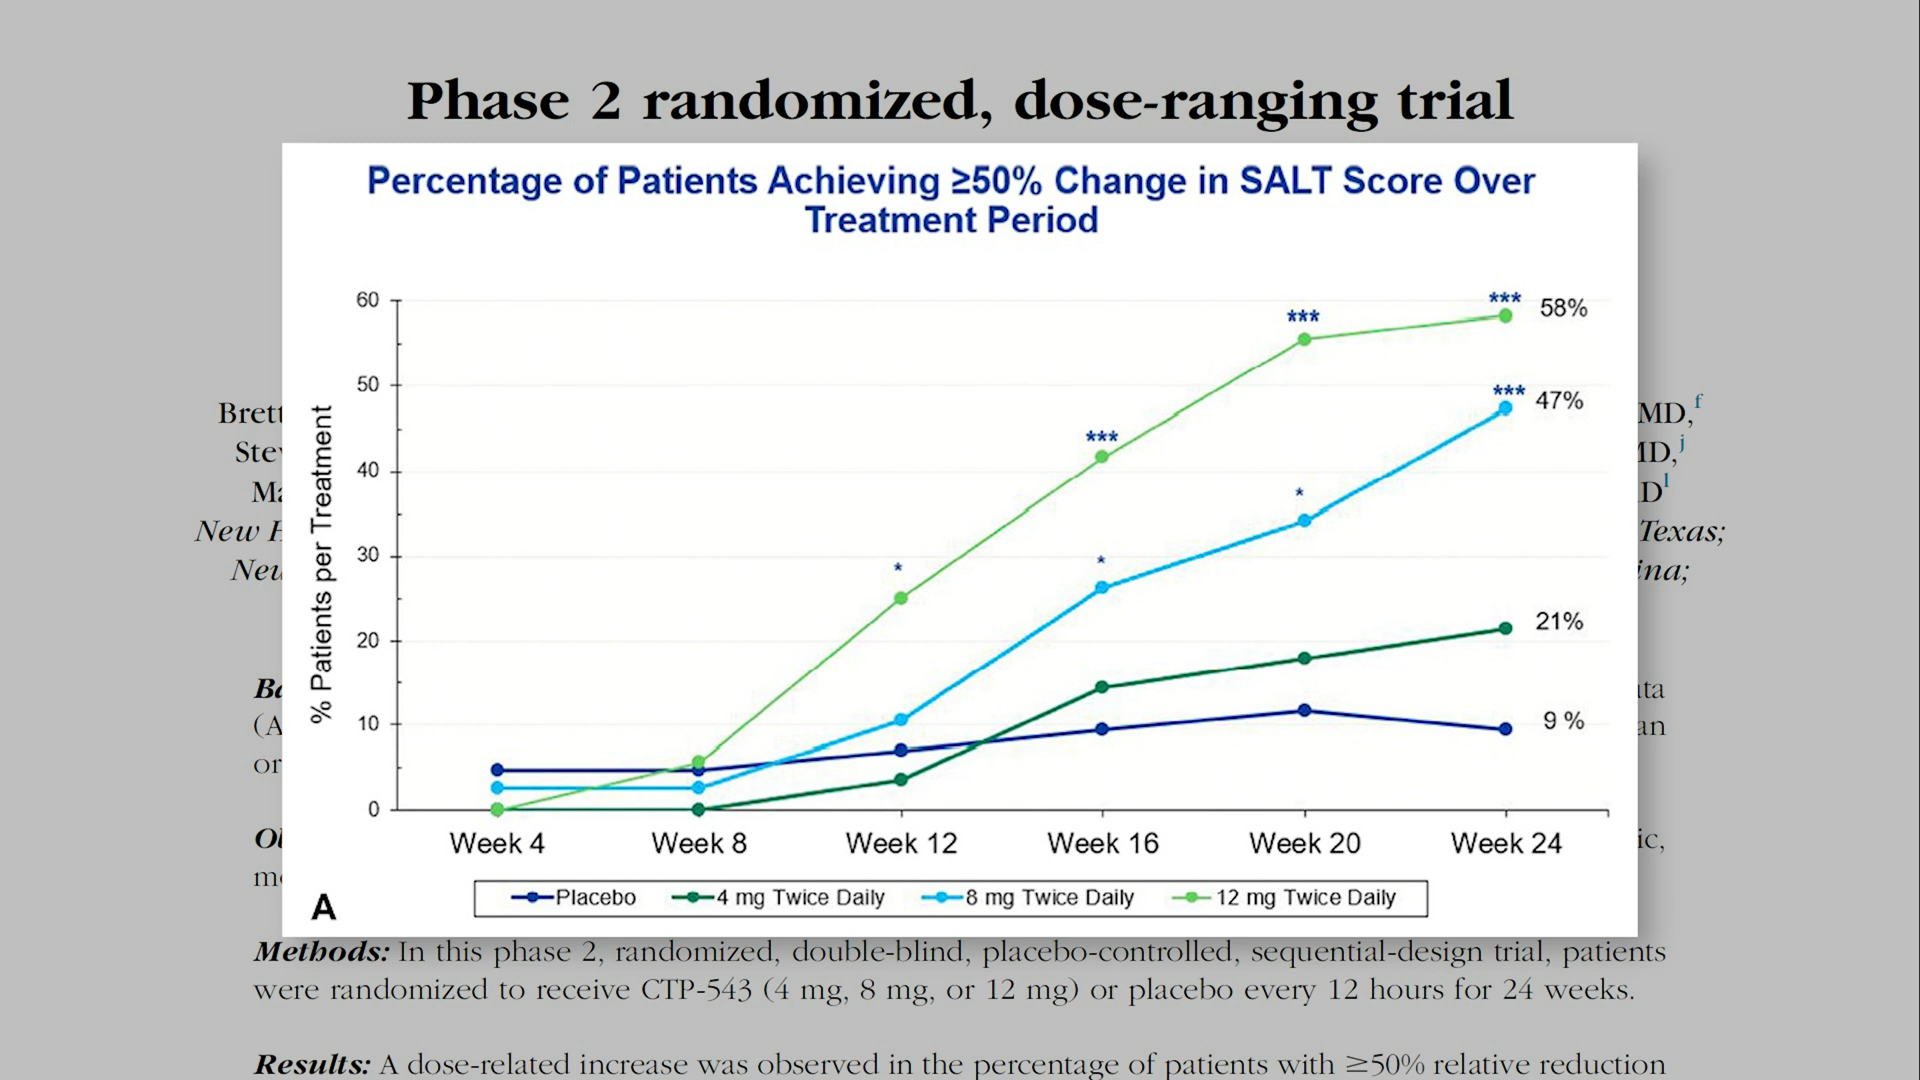 Phase 2 randomized, dose-ranging trial
Percentage of Patients Achieving ≥50% Change in SALT Score Over
Treatment Period
% Patients per Treatment
60
50
40
30
20
10
0
***
58%
***
***
47%
***
*
*
*
21%
9 %
Week 4 Week 8 Week 12 Week 16 Week 20 Week 24
Placebo 4 mg Twice Daily 8 mg Twice Daily 12 mg Twice Daily
A
MD,f
j
l
Texas;
Methods: In this phase 2, randomized, double-blind, placebo-controlled, sequential-design trial, patients
were randomized to receive CTP-543 (4 mg, 8 mg, or 12 mg) or placebo every 12 hours for 24 weeks.
Results: A dose-related increase was observed in the percentage of patients with ≥50% relative reduction